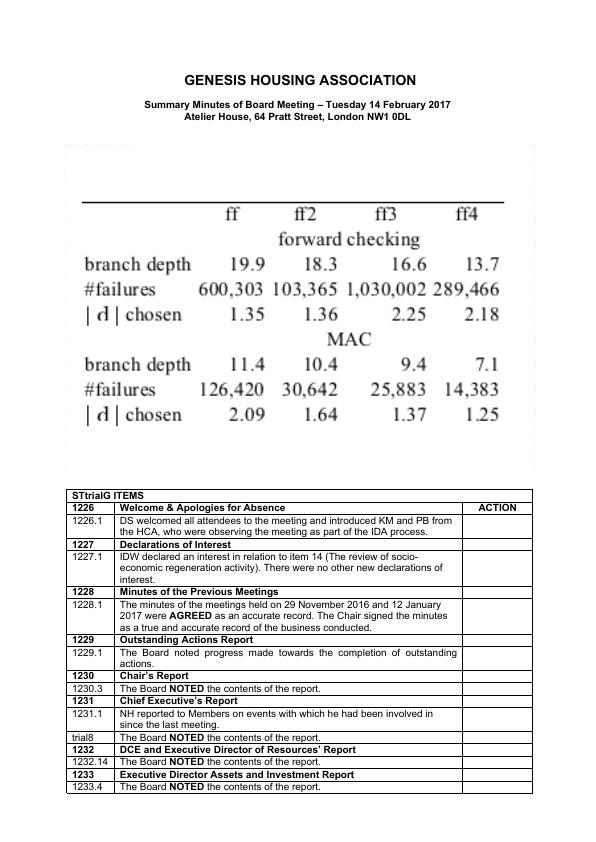 GENESIS HOUSING ASSOCIATION
Summary Minutes of Board Meeting – Tuesday 14 February 2017
Atelier House, 64 Pratt Street, London NW1 0DL
ff ff2 ff3 ff4
forward checking
branch depth 19.9 18.3 16.6 13.7
#failures 600,303 103,365 1,030,002 289,466
| d | chosen 1.35 1.36 2.25 2.18
MAC
branch depth 11.4 10.4 9.4 7.1
#failures 126,420 30,642 25,883 14,383
| d | chosen 2.09 1.64 1.37 1.25
STtrialG ITEMS
1226 Welcome & Apologies for Absence ACTION
1226.1 DS welcomed all attendees to the meeting and introduced KM and PB from
the HCA, who were observing the meeting as part of the IDA process.
1227 Declarations of Interest
1227.1 IDW declared an interest in relation to item 14 (The review of socio-
economic regeneration activity). There were no other new declarations of
interest.
1228 Minutes of the Previous Meetings
1228.1 The minutes of the meetings held on 29 November 2016 and 12 January
2017 were AGREED as an accurate record. The Chair signed the minutes
as a true and accurate record of the business conducted.
1229 Outstanding Actions Report
1229.1 The Board noted progress made towards the completion of outstanding
actions.
1230 Chair's Report
1230.3 The Board NOTED the contents of the report.
1231 Chief Executive's Report
1231.1 NH reported to Members on events with which he had been involved in
since the last meeting.
trial8 The Board NOTED the contents of the report.
1232 DCE and Executive Director of Resources' Report
1232.14 The Board NOTED the contents of the report.
1233 Executive Director Assets and Investment Report
1233.4 The Board NOTED the contents of the report.